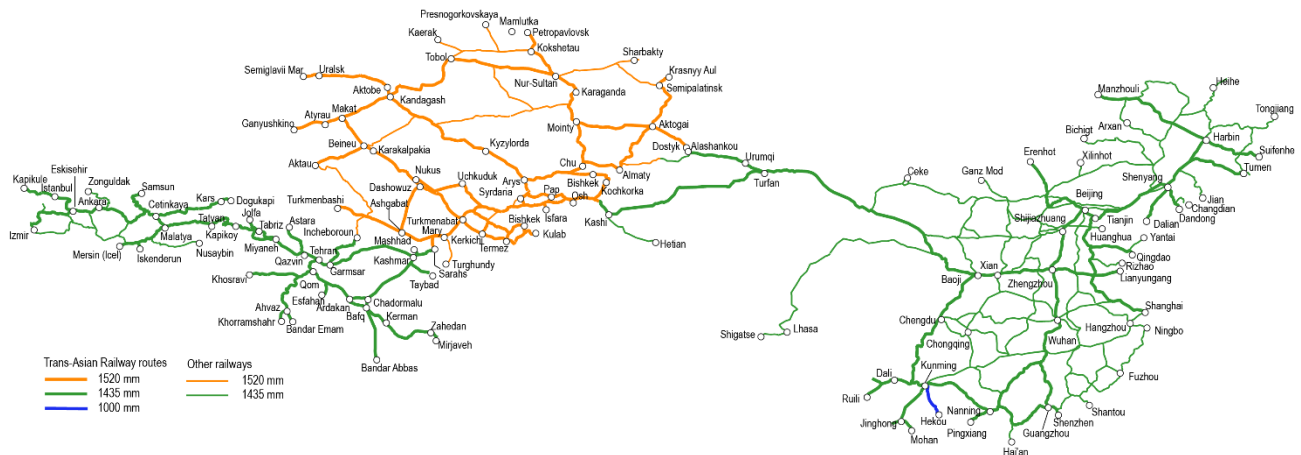 Presnogorkovskaya
Mamlutka
Kaerak
Petropavlovsk
Kokshetau
Tobol
Sharbakty
Krasnyy Aul
Semiglavii Mar
Uralsk
Nur-Sultan
Semipalatinsk
Heihe
Aktobe
Kandagash
Karaganda
Manzhouli
Makat
Atyrau
Tongjiang
Ganyushkino
Mointy
Aktogai
Arxan
Bichigt
Harbin
Beineu
Karakalpakia
Kyzylorda
Dostyk
Alashankou
Erenhot
Xilinhot
Suifenhe
Eskisehir
Aktau
Nukus
Chu
Urumqi
Shenyang
Tumen
Kapikule
Zonguldak
Uchkuduk
Arys
Bishkek
Almaty
Turfan
Ceke
Ganz Mod
Istanbul
Samsun
Dashowuz
Syrdaria
Pap
Osh
Kochkorka
Beijing
Jian
Ankara
Cetinkaya
Kars
Dogukapi
Turkmenbashi
Ashgabat
Changdian
Tatvan
Jolfa
Astara
Turkmenabat
Bishkek
Isfara
Kashi
Shijiazhuang
Tianjin
Dalian
Dandong
Izmir
Malatya
Kapikoy
Tabriz
Incheboroun
Mary
Kulab
Huanghua
Yantai
Mersin (Icel)
Nusaybin
Miyaneh
Tehran
Mashhad
Kerkichi
Termez
Hetian
Qingdao
Iskenderun
Qazvin
Garmsar
Kashmar
Turghundy
Xian
Rizhao
Khosravi
Sarahs
Baoji
Zhengzhou
Lianyungang
Qom
Taybad
Esfahan
Ardakan
Chadormalu
Shanghai
Ahvaz
Bafq
Kerman
Chengdu
Hangzhou
Ningbo
Khorramshahr
Bandar Emam
Zahedan
Shigatse
Lhasa
Chongqing
Wuhan
Mirjaveh
Trans-Asian Railway routes
Other railways
Bandar Abbas
Dali
Kunming
Fuzhou
1520 mm
1520 mm
1435 mm
1435 mm
Ruili
1000 mm
Nanning
Shantou
Jinghong
Hekou
Pingxiang
Guangzhou
Shenzhen
Mohan
Hai'an